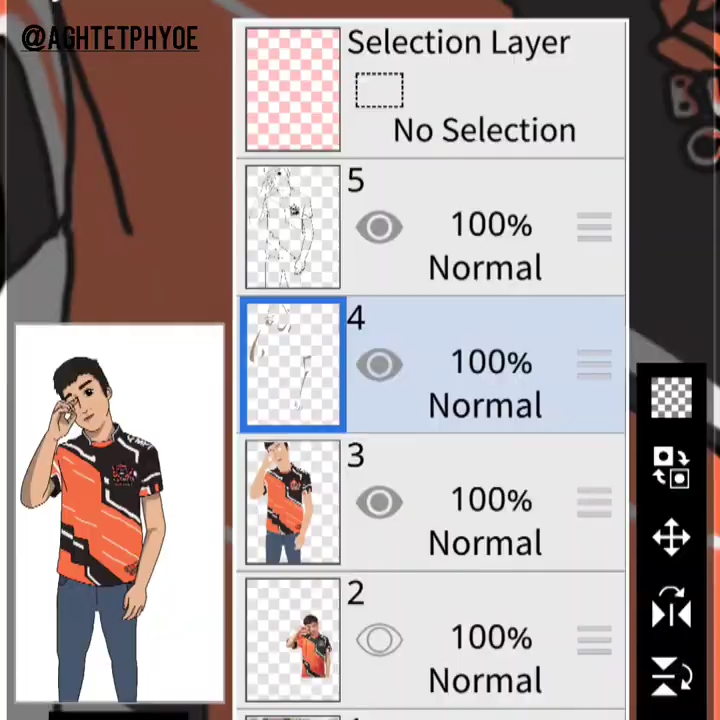 @AGHTETPHYOE
Selection Layer
No Selection
5
100%
Normal
4
100%
Normal
3
100%
Normal
2
100%
Normal